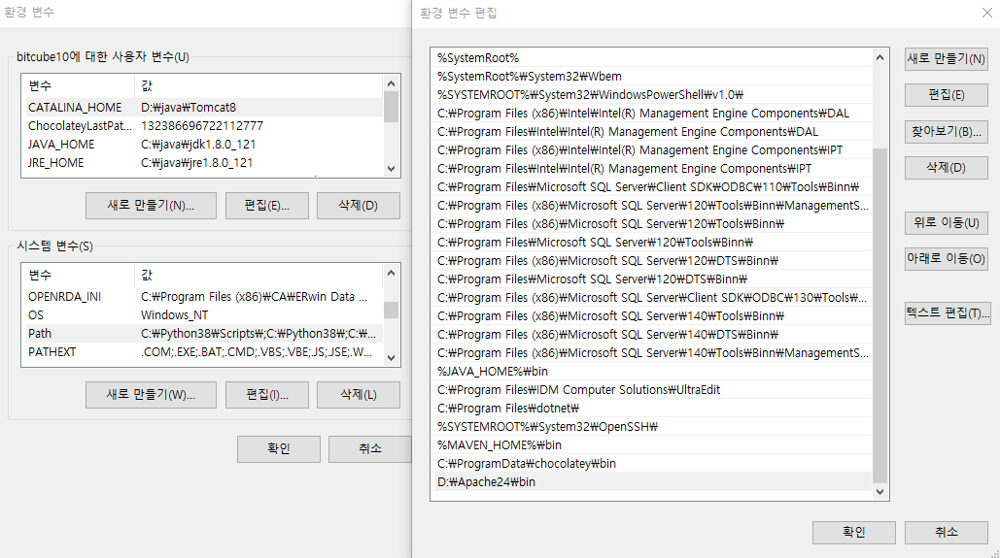 환경 변수
bitcube10에 대한 사용자 변수(U)
변수 값
CATALINA_HOME D:₩java₩Tomcat8
ChocolateyLastPat... 132386696722112777
JAVA_HOME C:₩java₩jdk1.8.0_121
JRE_HOME C:₩java₩jre1.8.0_121
새로 만들기(N)... 편집(E)... 삭제(D)
시스템 변수(S)
변수 값
OPENRDA_INI C:₩Program Files (x86)₩CA₩ERwin Data ...
OS Windows_NT
Path C:₩Python38₩Scripts₩;C:₩Python38₩;C:₩...
PATHEXT .COM;.EXE;.BAT;.CMD;.VBS;.VBE;.JS;.JSE;.W...
새로 만들기(W)... 편집(I)... 삭제(L)
확인 취소
환경 변수 편집
%SystemRoot%
%SystemRoot%₩System32₩Wbem
%SYSTEMROOT%₩System32₩WindowsPowerShell₩v1.0₩
C:₩Program Files (x86)₩Intel₩Intel(R) Management Engine Components₩DAL
C:₩Program Files₩Intel₩Intel(R) Management Engine Components₩DAL
C:₩Program Files (x86)₩Intel₩Intel(R) Management Engine Components₩IPT
C:₩Program Files₩Intel₩Intel(R) Management Engine Components₩IPT
C:₩Program Files₩Microsoft SQL Server₩Client SDK₩ODBC₩110₩Tools₩Binn₩
C:₩Program Files (x86)₩Microsoft SQL Server₩120₩Tools₩Binn₩ManagementS...
C:₩Program Files (x86)₩Microsoft SQL Server₩120₩Tools₩Binn₩
C:₩Program Files₩Microsoft SQL Server₩120₩Tools₩Binn₩
C:₩Program Files (x86)₩Microsoft SQL Server₩120₩DTS₩Binn₩
C:₩Program Files₩Microsoft SQL Server₩120₩DTS₩Binn₩
C:₩Program Files (x86)₩Microsoft SQL Server₩Client SDK₩ODBC₩130₩Tools₩...
C:₩Program Files (x86)₩Microsoft SQL Server₩140₩Tools₩Binn₩
C:₩Program Files (x86)₩Microsoft SQL Server₩140₩DTS₩Binn₩
C:₩Program Files (x86)₩Microsoft SQL Server₩140₩Tools₩Binn₩ManagementS...
%JAVA_HOME%₩bin
C:₩Program Files₩IDM Computer Solutions₩UltraEdit
C:₩Program Files₩dotnet₩
%SYSTEMROOT%₩System32₩OpenSSH₩
%MAVEN_HOME%₩bin
C:₩ProgramData₩chocolatey₩bin
D:₩Apache24₩bin
새로 만들기(N)
편집(E)
찾아보기(B)...
삭제(D)
위로 이동(U)
아래로 이동(O)
텍스트 편집(T)...
확인 취소